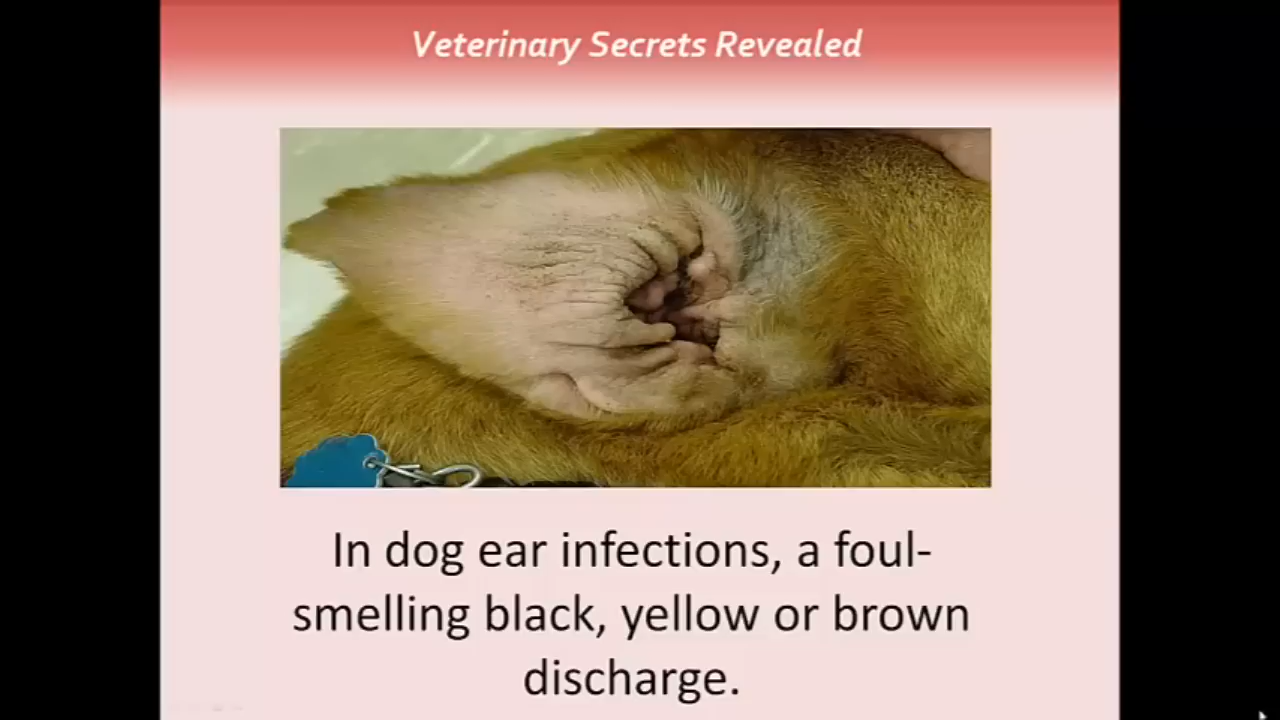 Veterinary Secrets Revealed
In dog ear infections, a foul-
smelling black, yellow or brown
discharge.